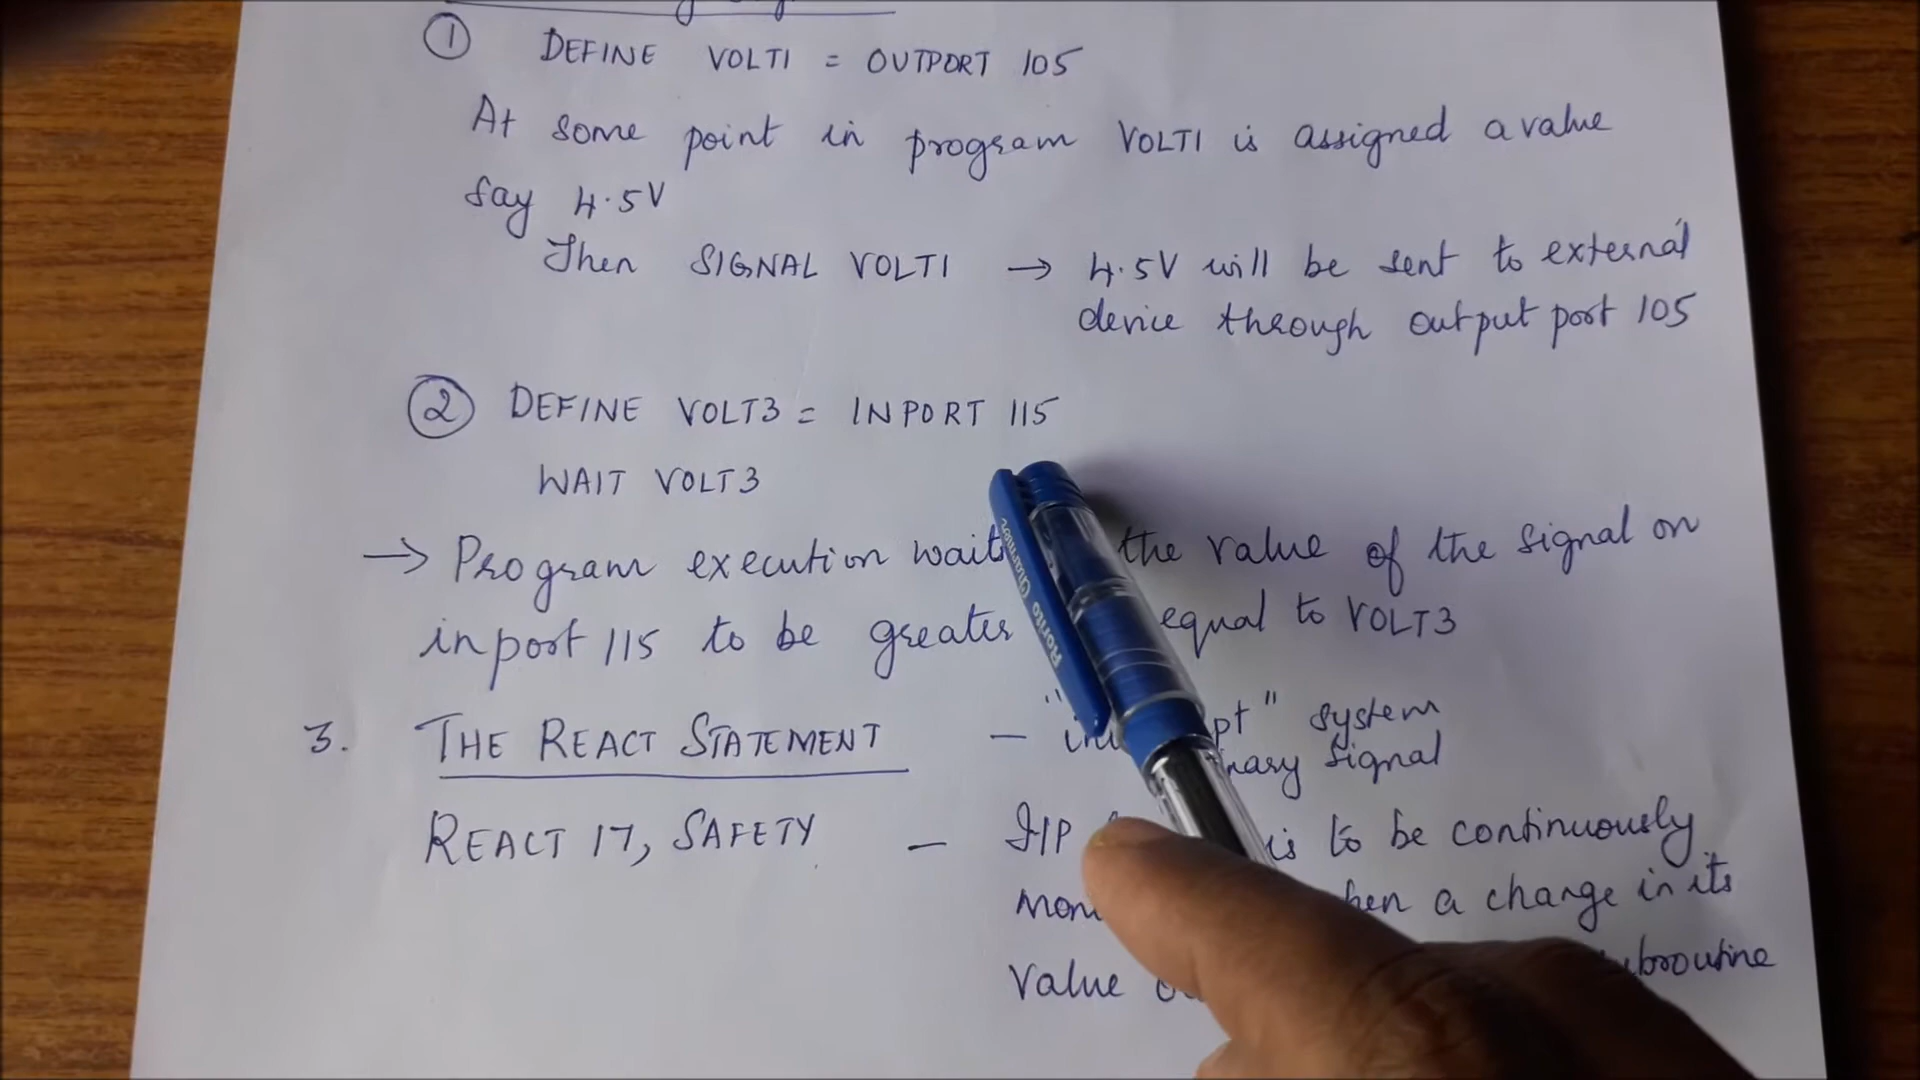 ① DEFINE VOLT1 = OUTPORT 105
At some point in program VOLT1 is assigned a value
say 4.5V
Then SIGNAL VOLT1 → 4.5V will be sent to external
device through output port 105
② DEFINE VOLT3 = INPORT 115
WAIT VOLT3
→ Program execution wait the value of the signal on
inport 115 to be greater equal to VOLT3
3. THE REACT STATEMENT — " " system
signal
REACT 17, SAFETY — I/P is to be continuously
a change in its
Value
Rorito Charmer